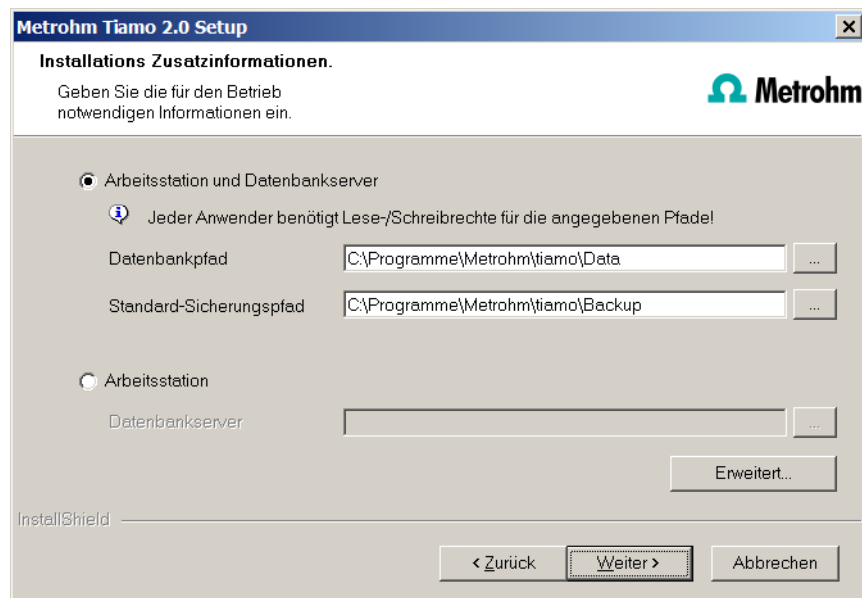 Metrohm Tiamo 2.0 Setup
Installations Zusatzinformationen.
Geben Sie die für den Betrieb
notwendigen Informationen ein.
Metrohm
Arbeitsstation und Datenbankserver
Jeder Anwender benötigt Lese-/Schreibrechte für die angegebenen Pfade!
Datenbankpfad
C:\Programme\Metrohm\tiamo\Data
...
Standard-Sicherungspfad
C:\Programme\Metrohm\tiamo\Backup
...
Arbeitsstation
Datenbankserver
...
Erweitert...
InstallShield
< Zurück
Weiter >
Abbrechen